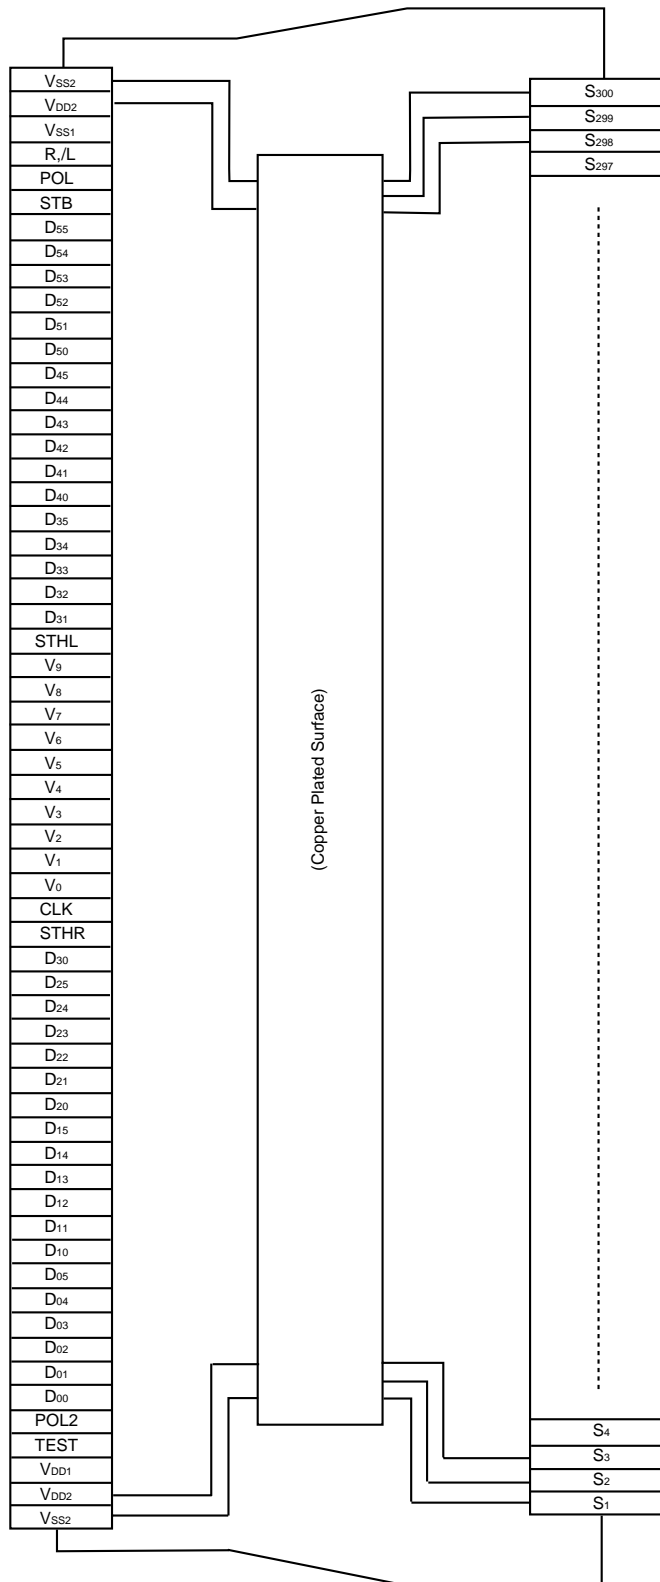 VSS2
VDD2
VSS1
R,/L
POL
STB
D55
D54
D53
D52
D51
D50
D45
D44
D43
D42
D41
D40
D35
D34
D33
D32
D31
STHL
V9
V8
V7
V6
V5
V4
V3
V2
V1
V0
CLK
STHR
D30
D25
D24
D23
D22
D21
D20
D15
D14
D13
D12
D11
D10
D05
D04
D03
D02
D01
D00
POL2
TEST
VDD1
VDD2
VSS2
(Copper Plated Surface)
S300
S299
S298
S297
S4
S3
S2
S1